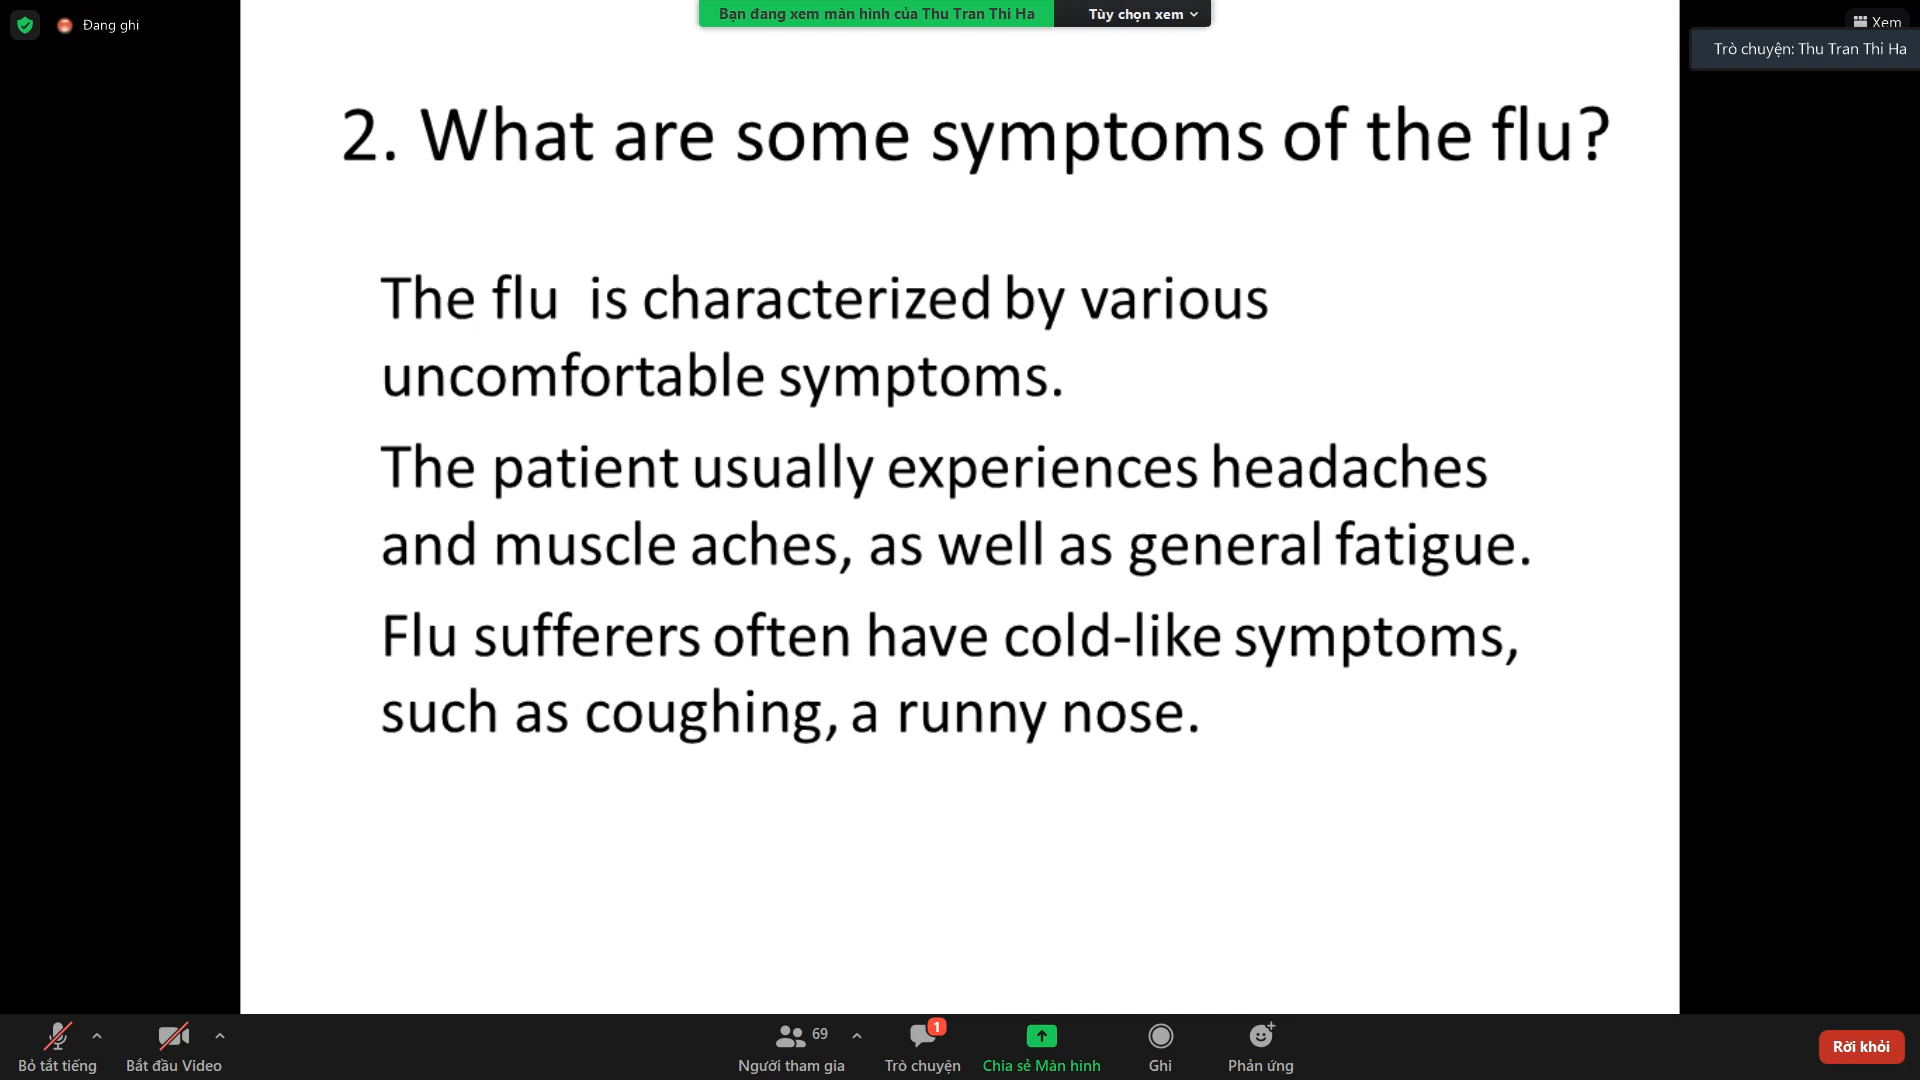 Đang ghi
Bạn đang xem màn hình của Thu Tran Thi Ha
Tùy chọn xem
Xem
Trò chuyện: Thu Tran Thi Ha
2. What are some symptoms of the flu?
The flu is characterized by various
uncomfortable symptoms.
The patient usually experiences headaches
and muscle aches, as well as general fatigue.
Flu sufferers often have cold-like symptoms,
such as coughing, a runny nose.
69
1
Bỏ tắt tiếng
Bắt đầu Video
Người tham gia
Trò chuyện
Chia sẻ Màn hình
Ghi
Phản ứng
Rời khỏi